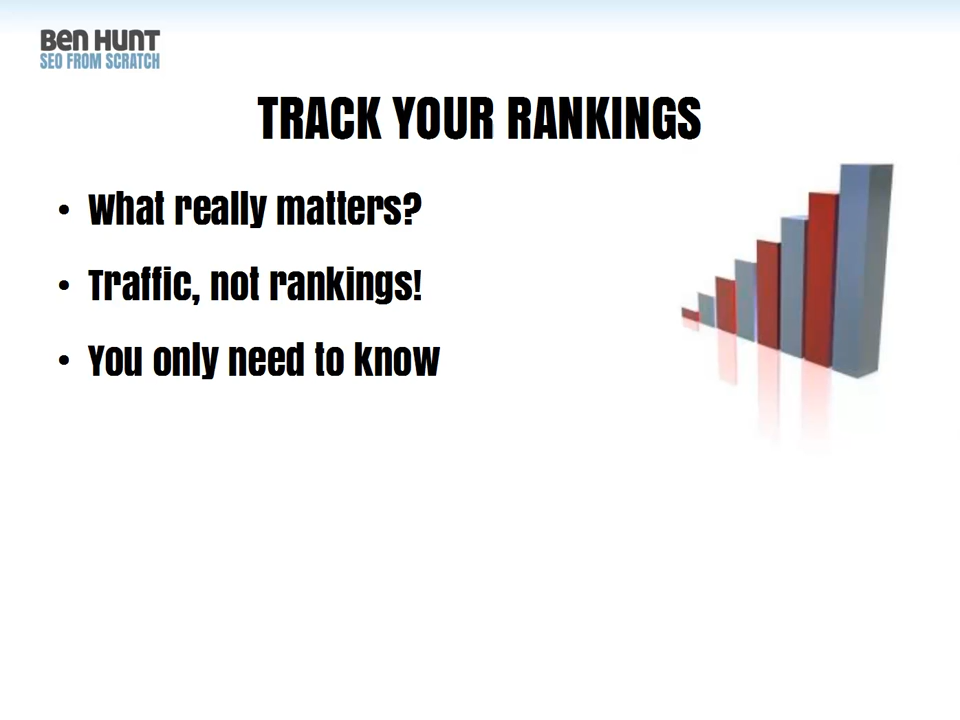 Ben Hunt
SEO FROM SCRATCH
TRACK YOUR RANKINGS
• What really matters?
• Traffic, not rankings!
• You only need to know